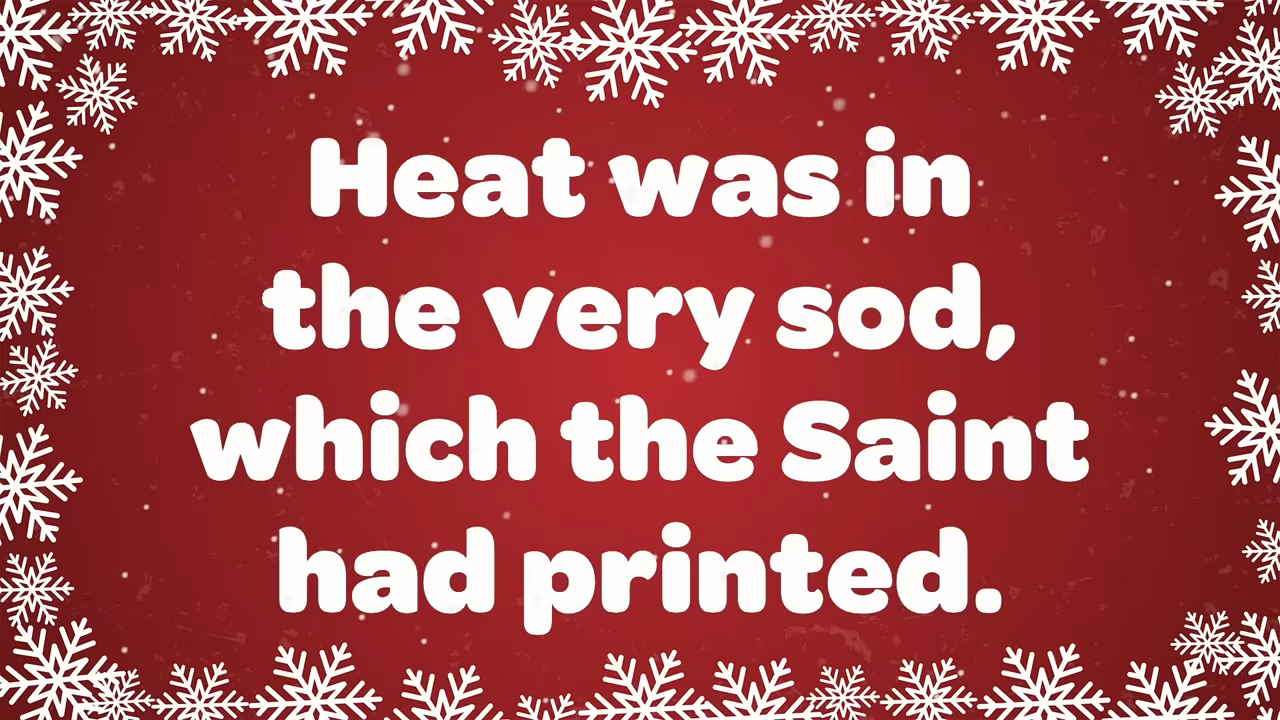 Heat was in
the very sod,
which the Saint
had printed.